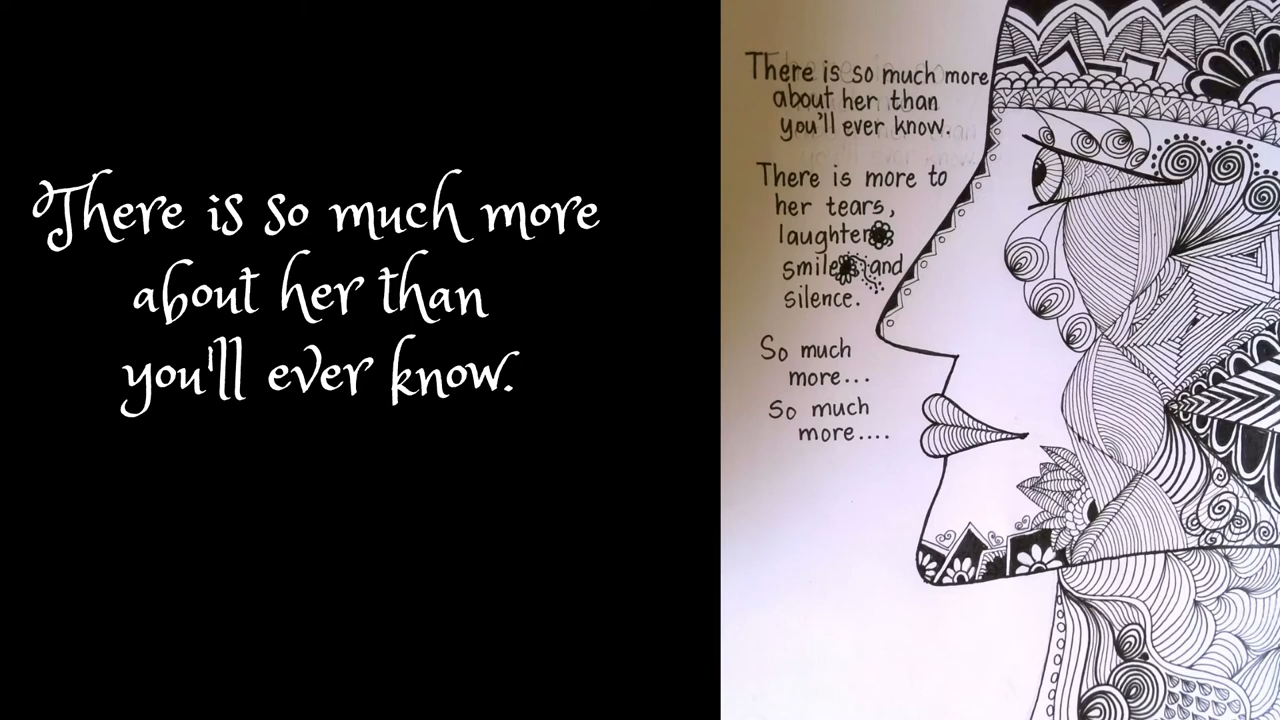 There is so much more
about her than
you'll ever know.
There is so much more
about her than
you'll ever know.
There is more to
her tears,
laughter
smile and
silence.
So much
more...
So much
more....